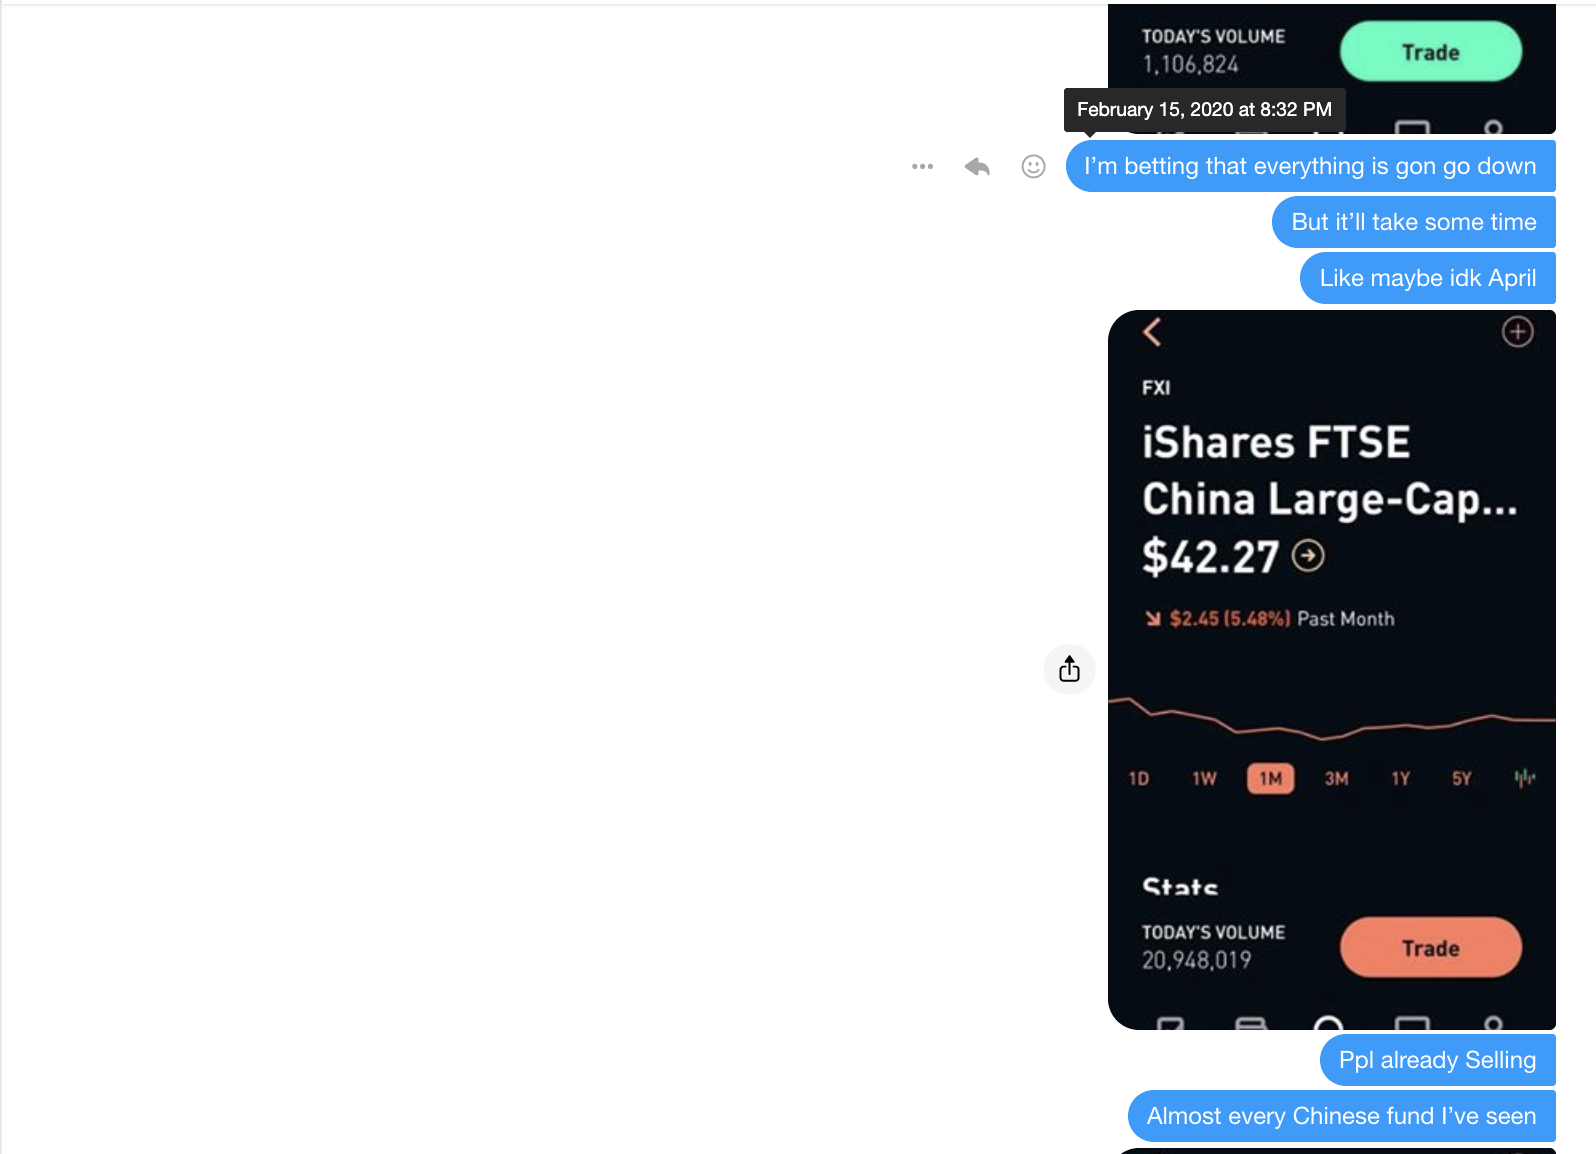 TODAY'S VOLUME
1,106,824
Trade
February 15, 2020 at 8:32 PM
I’m betting that everything is gon go down
But it’ll take some time
Like maybe idk April
FXI
iShares FTSE
China Large-Cap...
$42.27
$2.45 (5.48%) Past Month
1D 1W 1M 3M 1Y 5Y
Stats
TODAY'S VOLUME
20,948,019
Trade
Ppl already Selling
Almost every Chinese fund I’ve seen